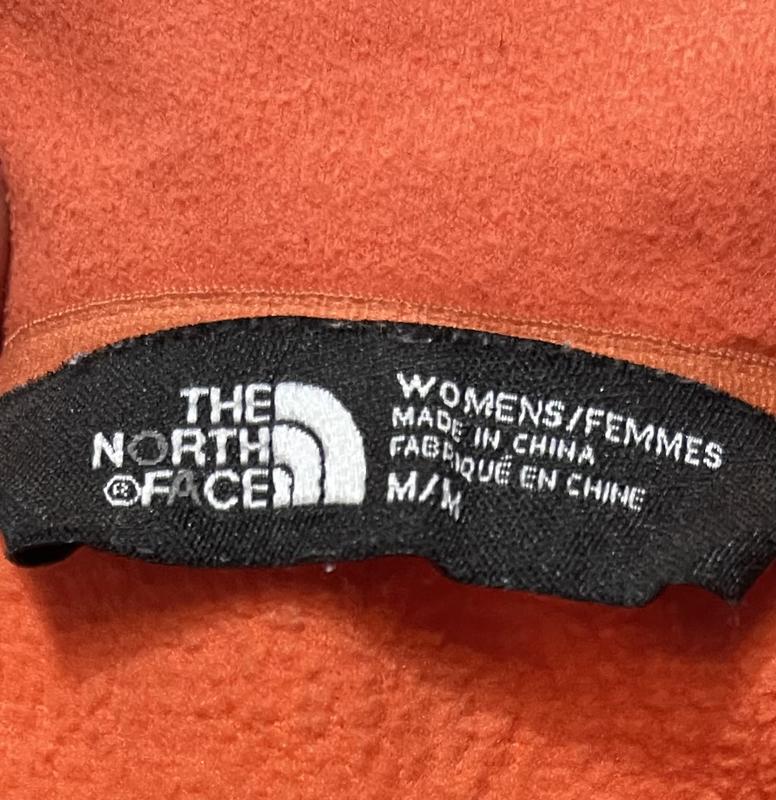 THE
NORTH
®FACE
WOMENS/FEMMES
MADE IN CHINA
FABRIQUÉ EN CHINE
M/M